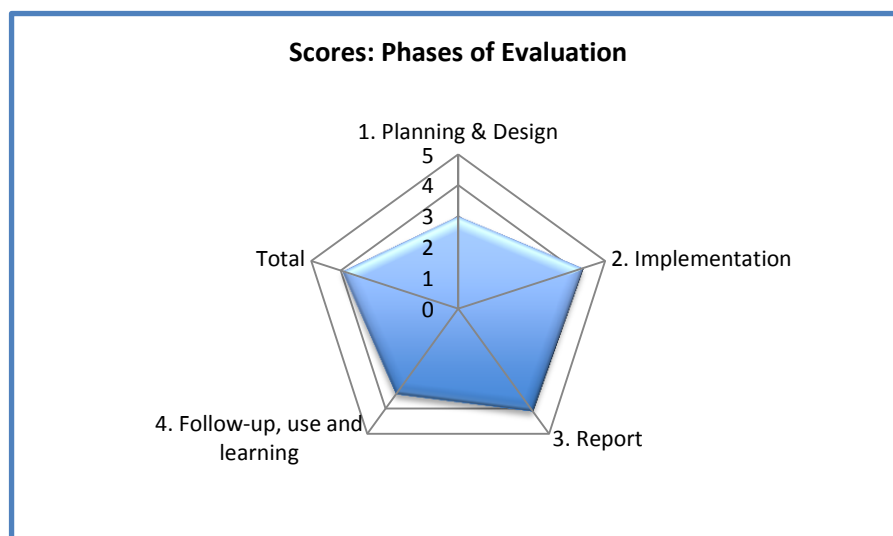 Scores: Phases of Evaluation
1. Planning & Design
5
4
3
2
1
0
Total
2. Implementation
4. Follow-up, use and
learning
3. Report